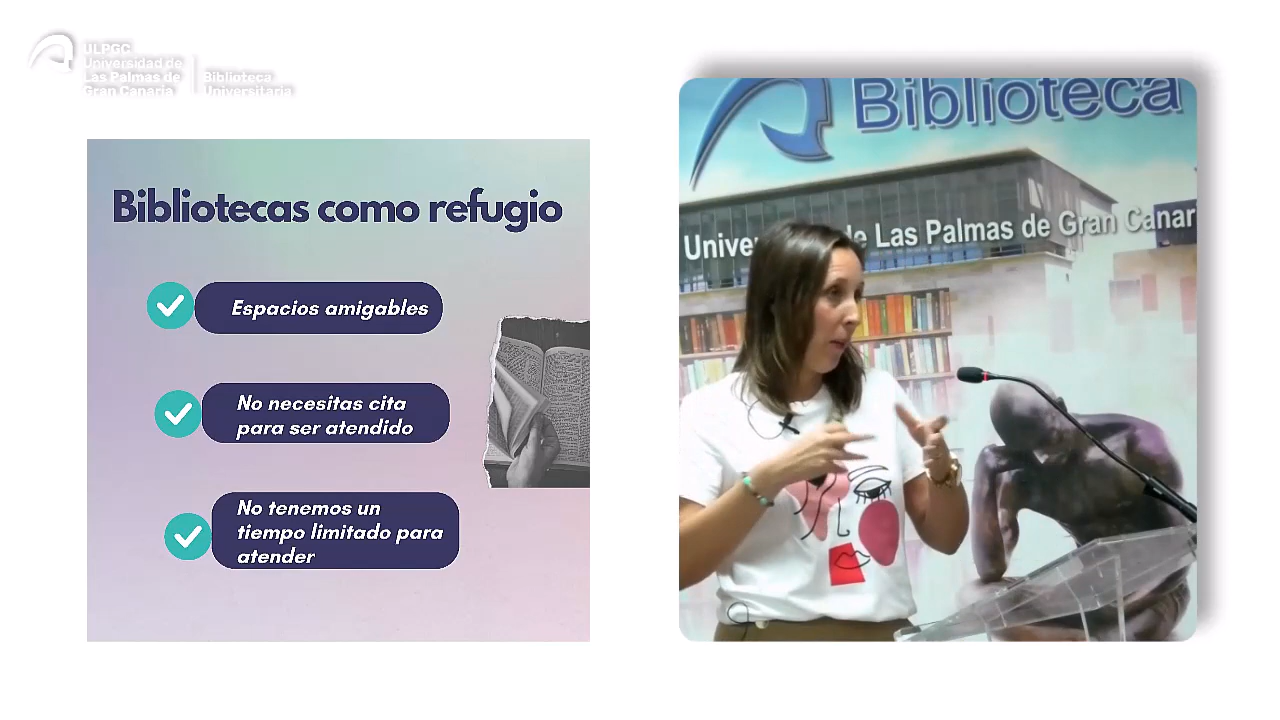 ULPGC
Universidad de
Las Palmas de
Gran Canaria
Biblioteca
Universitaria
Bibliotecas como refugio
Espacios amigables
No necesitas cita
para ser atendido
No tenemos un
tiempo limitado para
atender
Biblioteca
de Las Palmas de Gran Canar